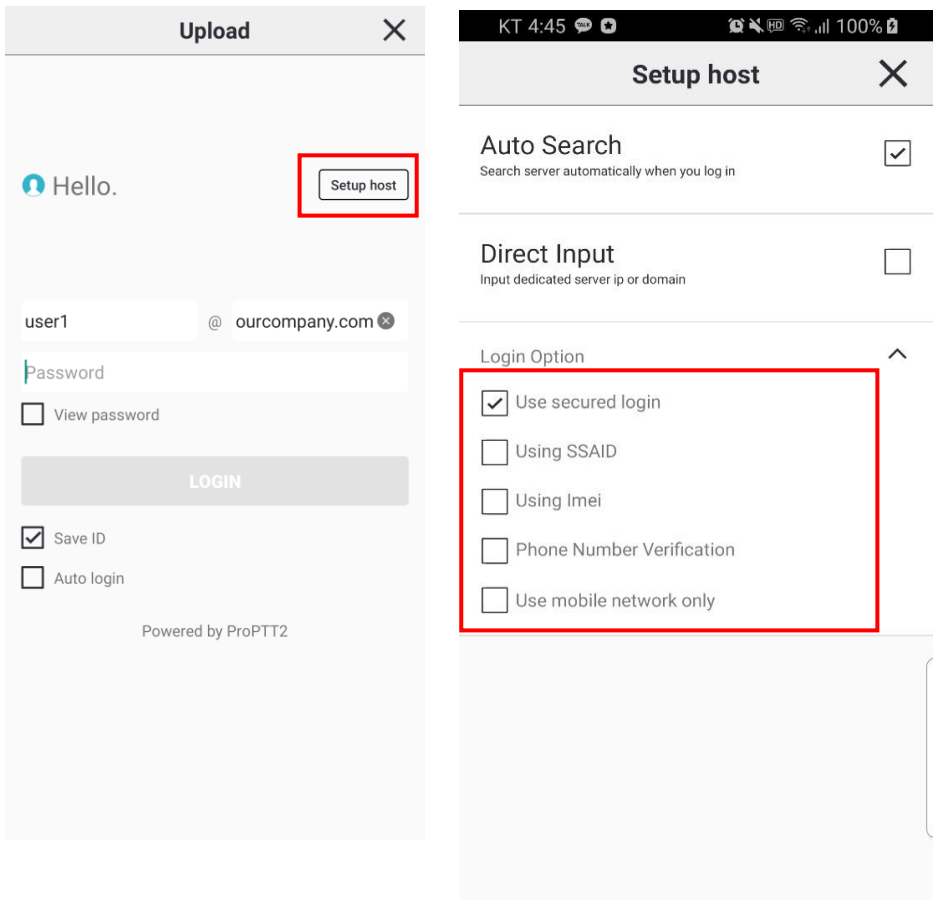 Upload
Hello.
Setup host
user1 @ ourcompany.com
Password
View password
LOGIN
Save ID
Auto login
Powered by ProPTT2
KT 4:45 TALK HD 100%
Setup host
Auto Search
Search server automatically when you log in
Direct Input
Input dedicated server ip or domain
Login Option
Use secured login
Using SSAID
Using Imei
Phone Number Verification
Use mobile network only